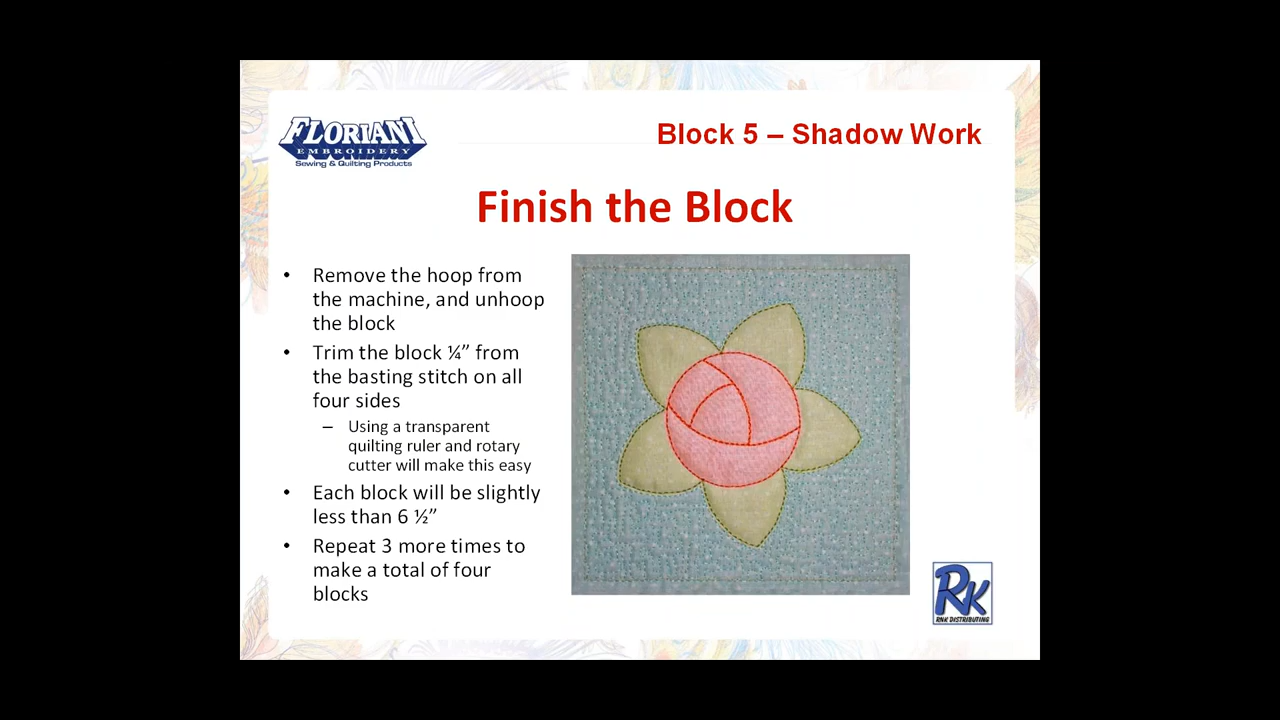 FLORIANI
EMBROIDERY
Sewing & Quilting Products
Block 5 – Shadow Work
Finish the Block
• Remove the hoop from
the machine, and unhoop
the block
• Trim the block ¼” from
the basting stitch on all
four sides
– Using a transparent
quilting ruler and rotary
cutter will make this easy
• Each block will be slightly
less than 6 ½”
• Repeat 3 more times to
make a total of four
blocks
RK
RNK DISTRIBUTING